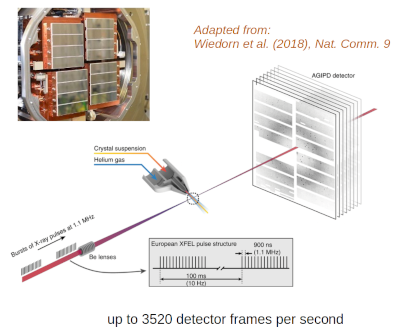 Adapted from:
Wiedorn et al. (2018), Nat. Comm. 9
AGIPD detector
Crystal suspension
Helium gas
Bursts of X-ray pulses at 1.1 MHz
Be lenses
European XFEL pulse structure
900 ns
(1.1 MHz)
100 ms
(10 Hz)
up to 3520 detector frames per second